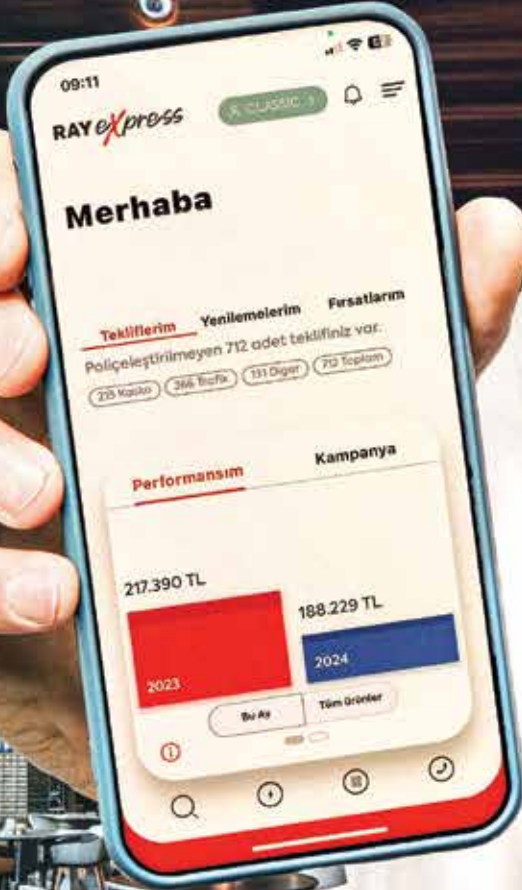 09:11
RAY eXpress
CLASSIC
Merhaba
Tekliflerim Yenilemelerim Fırsatlarım
Poliçeleştirilmeyen 712 adet teklifiniz var.
215 Kasko 366 Trafik 131 Diğer 712 Toplam
Performansım Kampanya
217.390 TL
188.229 TL
2023
2024
Bu Ay Tüm Ürünler